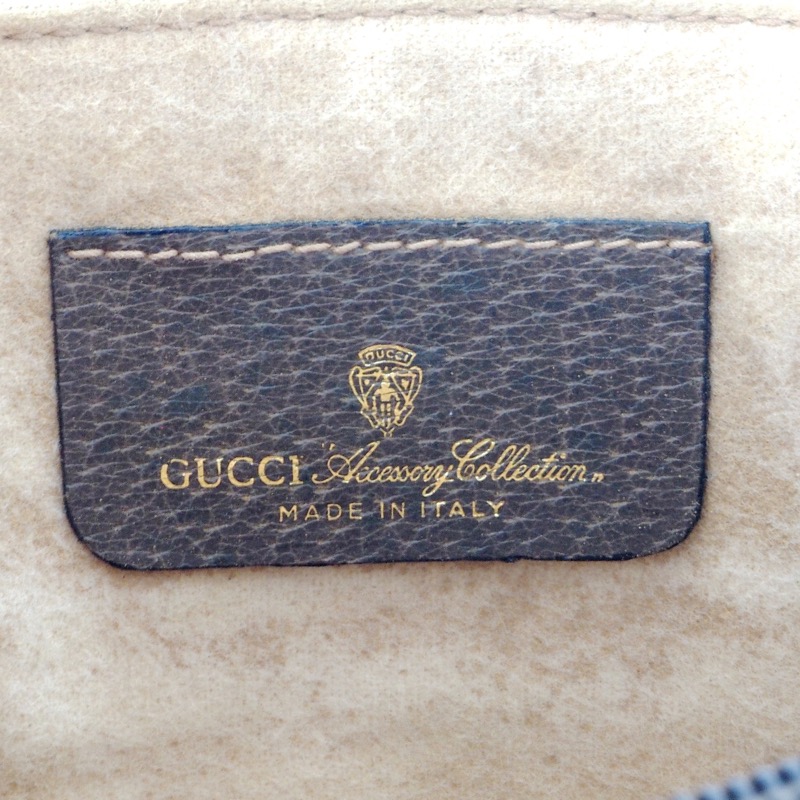 GUCCI
GUCCI "Accessory Collection„
MADE IN ITALY